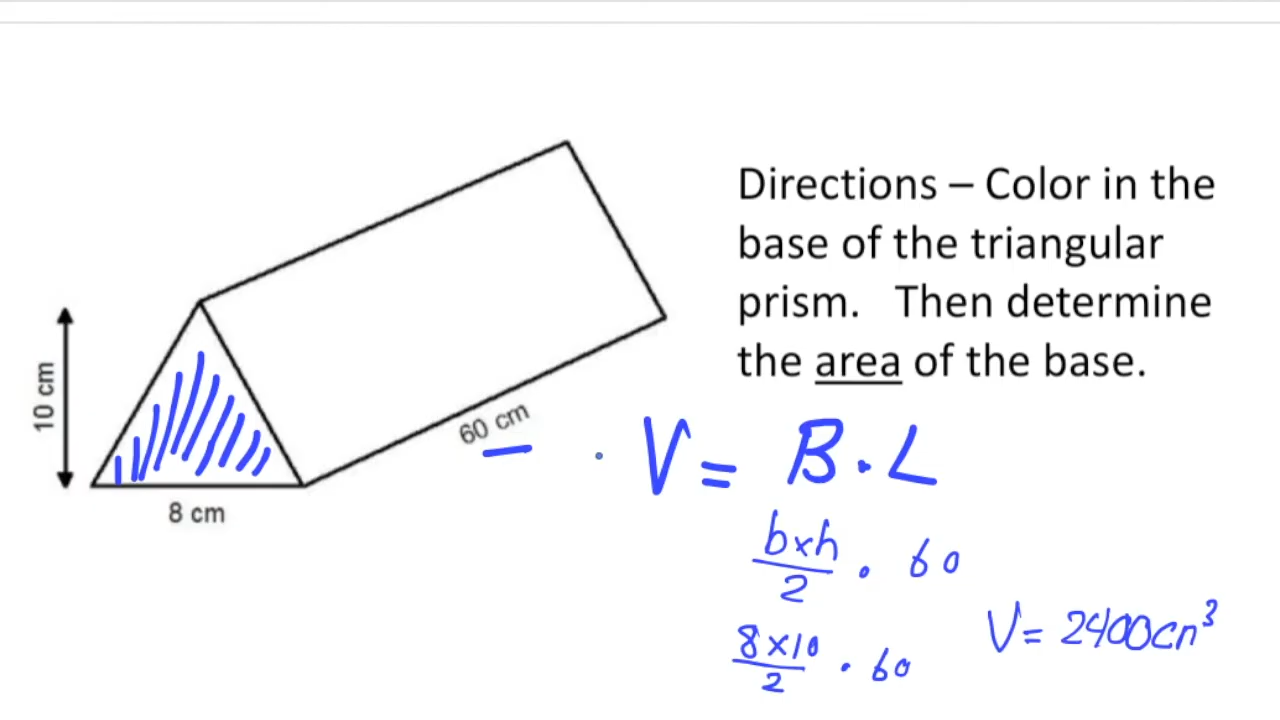 Directions – Color in the
base of the triangular
prism. Then determine
the area of the base.
10 cm
60 cm
8 cm
V = B . L
b×h/2 . 60
8×10/2 . 60
V= 2400cm³